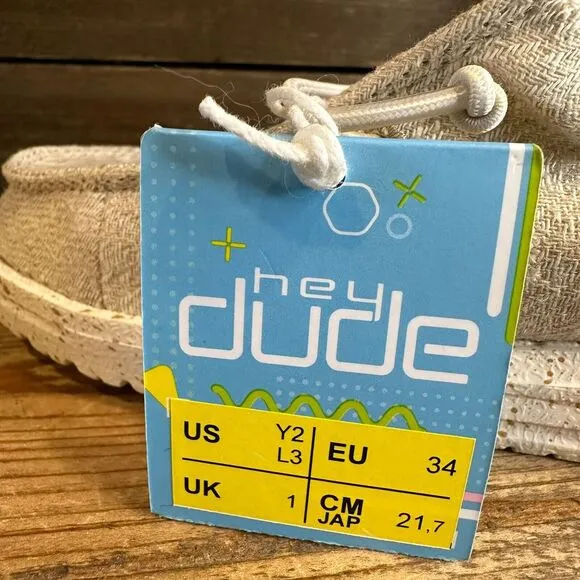 hey
dude
US Y2 L3 EU 34
UK 1 CM JAP 21,7